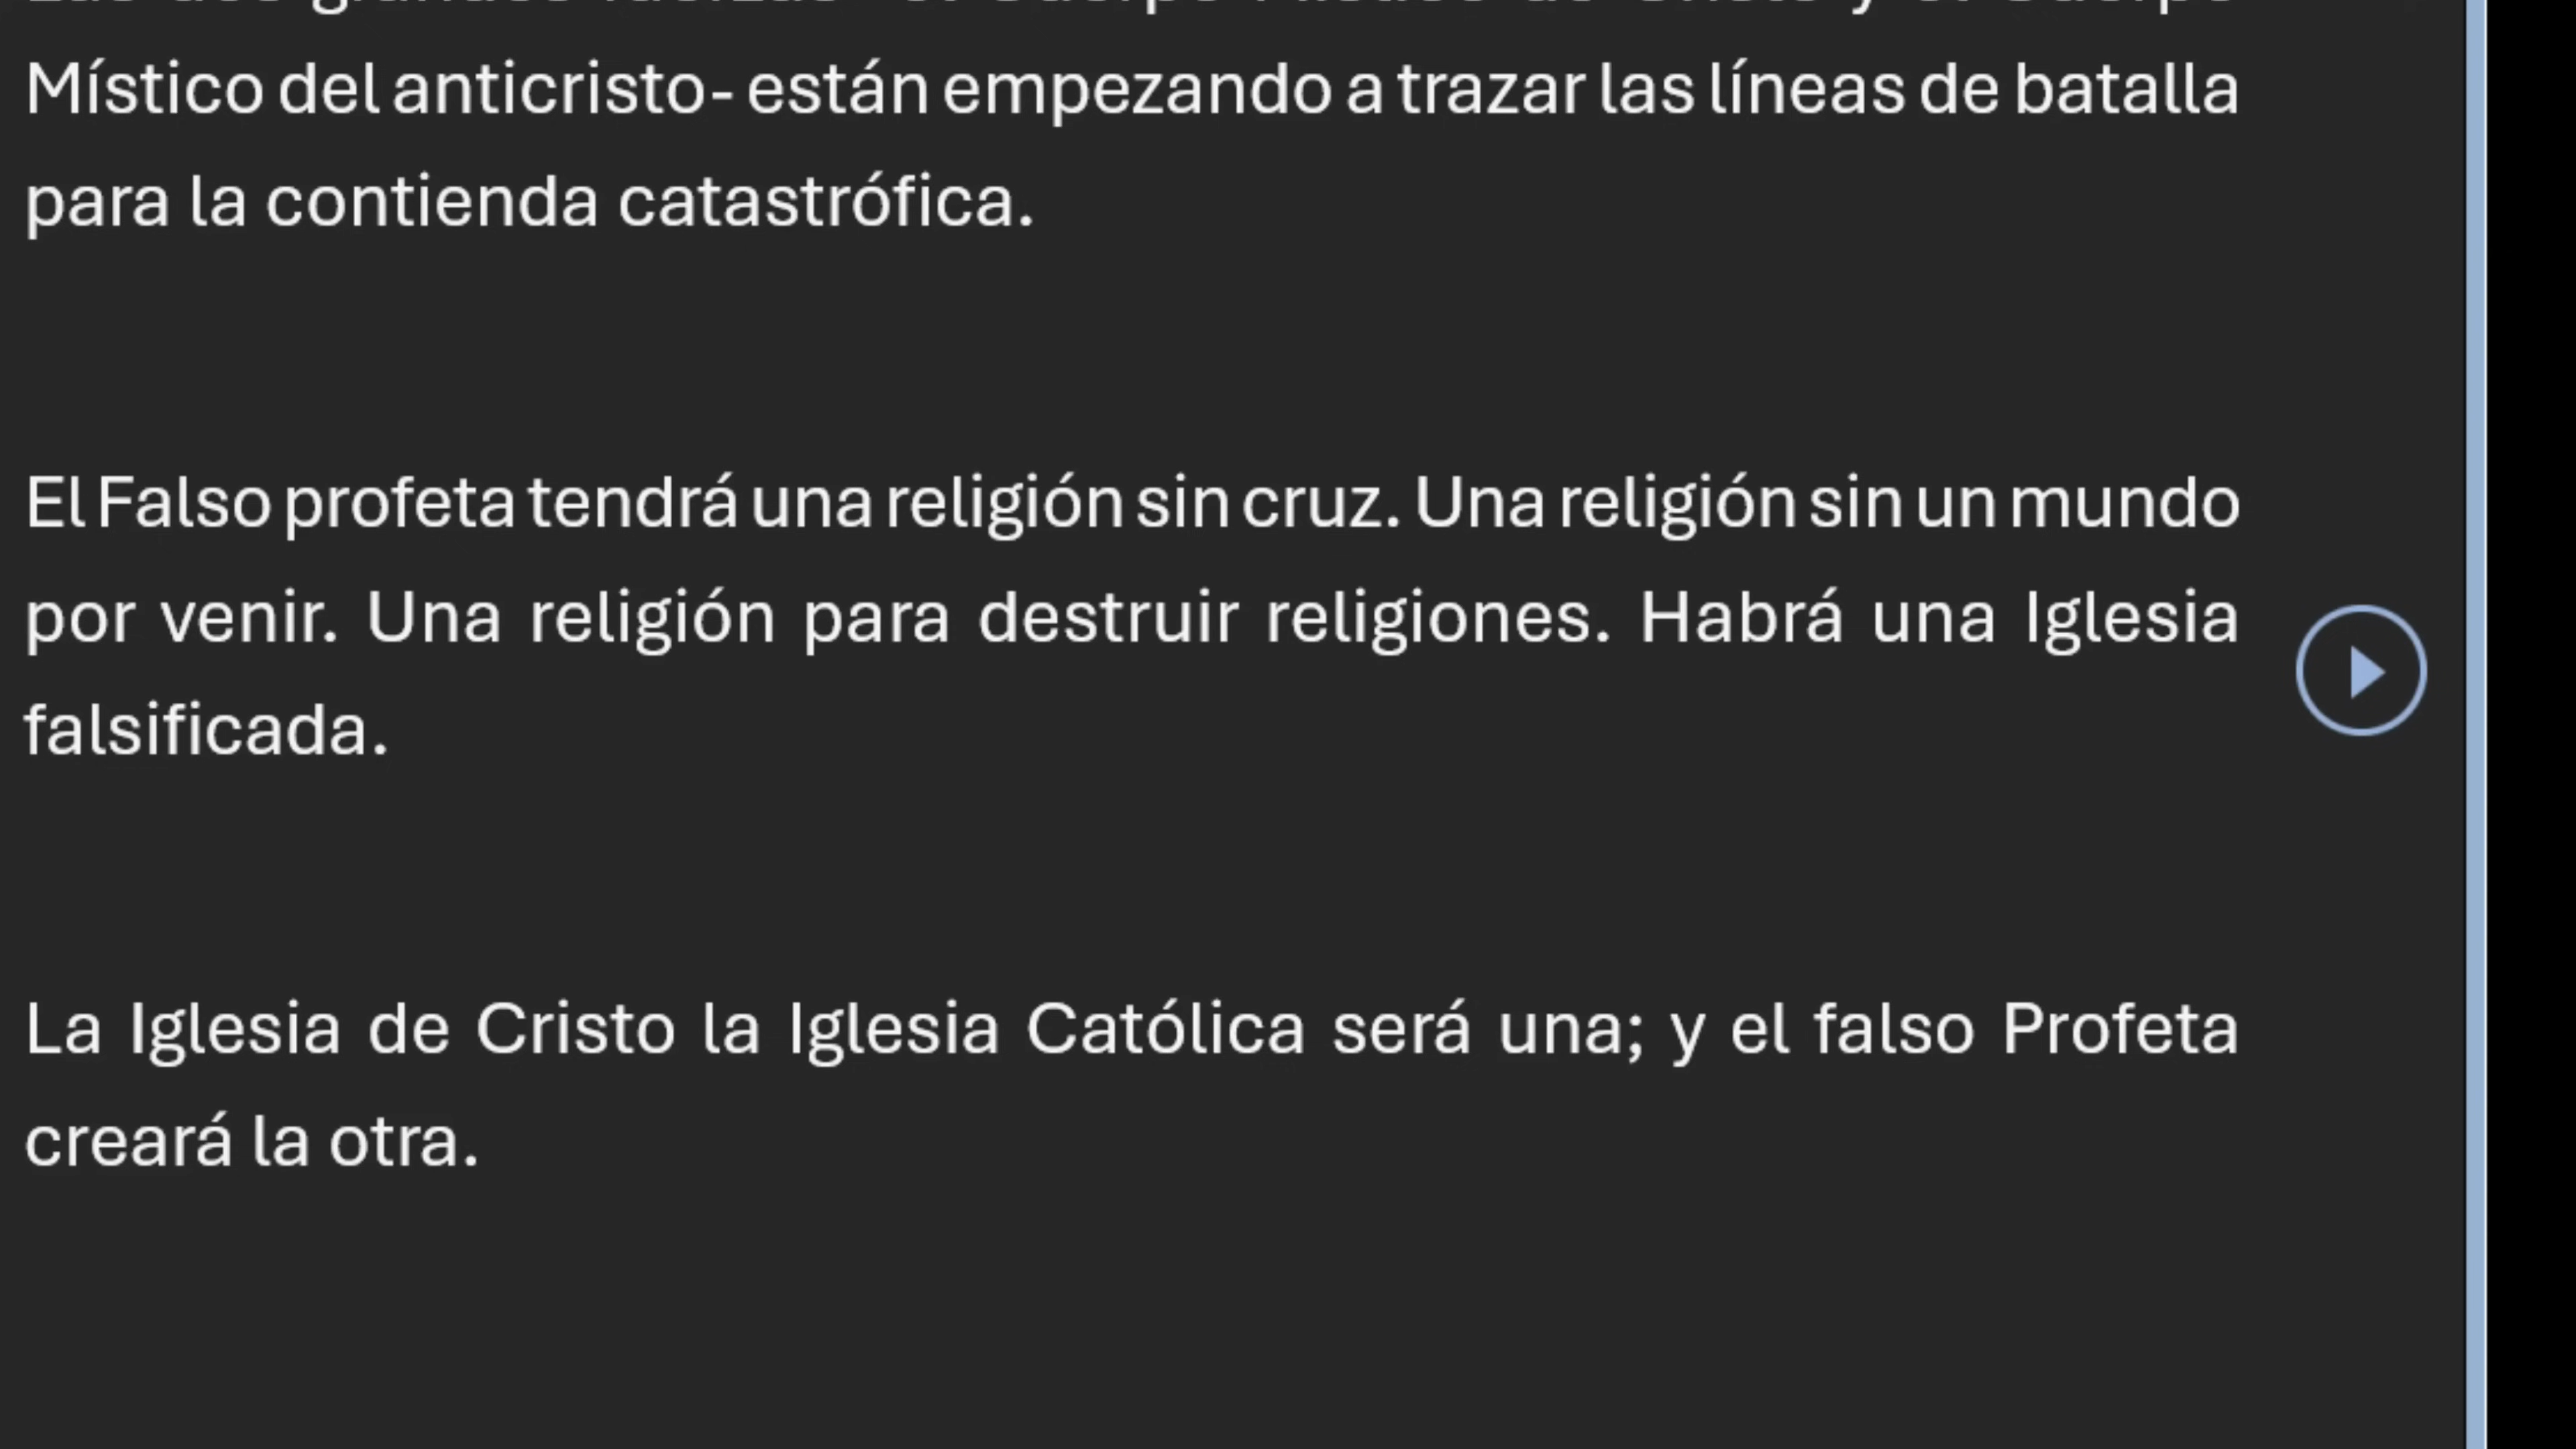 Místico del anticristo- están empezando a trazar las líneas de batalla
para la contienda catastrófica.
El Falso profeta tendrá una religión sin cruz. Una religión sin un mundo
por venir. Una religión para destruir religiones. Habrá una Iglesia
falsificada.
La Iglesia de Cristo la Iglesia Católica será una; y el falso Profeta
creará la otra.